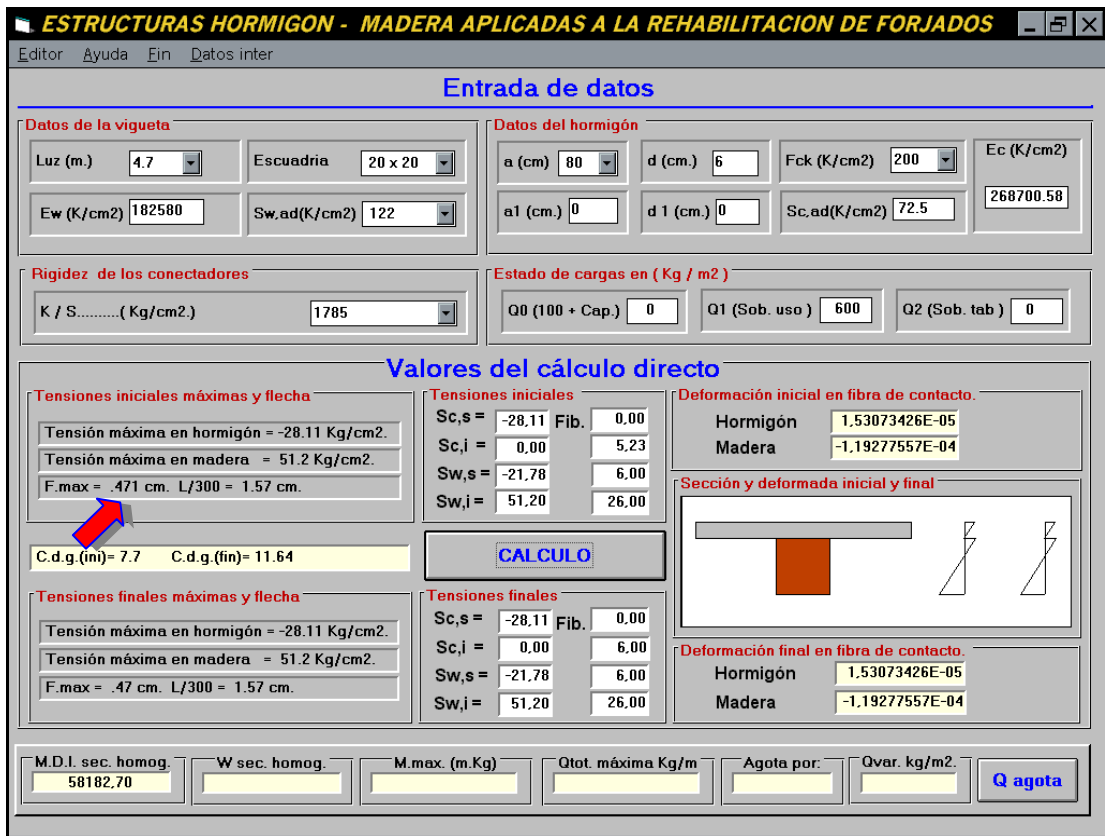 ESTRUCTURAS HORMIGON - MADERA APLICADAS A LA REHABILITACION DE FORJADOS
Editor Ayuda Fin Datos inter
Entrada de datos
Datos de la vigueta
Luz (m.) 4.7 Escuadria 20 x 20
Ew (K/cm2) 182580 Sw,ad(K/cm2) 122
Datos del hormigón
a (cm) 80 d (cm.) 6 Fck (K/cm2) 200 Ec (K/cm2)
a1 (cm.) 0 d 1 (cm.) 0 Sc,ad(K/cm2) 72.5 268700.58
Rigidez de los conectadores
K / S..........( Kg/cm2.) 1785
Estado de cargas en ( Kg / m2 )
Q0 (100 + Cap.) 0 Q1 (Sob. uso ) 600 Q2 (Sob. tab ) 0
Valores del cálculo directo
Tensiones iniciales máximas y flecha
Tensión máxima en hormigón = -28.11 Kg/cm2.
Tensión máxima en madera = 51.2 Kg/cm2.
F.max = .471 cm. L/300 = 1.57 cm.
Tensiones iniciales
Sc,s = -28,11 Fib. 0,00
Sc,i = 0,00 5,23
Sw,s = -21,78 6,00
Sw,i = 51,20 26,00
Deformación inicial en fibra de contacto.
Hormigón 1,53073426E-05
Madera -1,19277557E-04
Sección y deformada inicial y final
C.d.g.(ini)= 7.7 C.d.g.(fin)= 11.64
CALCULO
Tensiones finales máximas y flecha
Tensión máxima en hormigón = -28.11 Kg/cm2.
Tensión máxima en madera = 51.2 Kg/cm2.
F.max = .47 cm. L/300 = 1.57 cm.
Tensiones finales
Sc,s = -28,11 Fib. 0,00
Sc,i = 0,00 6,00
Sw,s = -21,78 6,00
Sw,i = 51,20 26,00
Deformación final en fibra de contacto.
Hormigón 1,53073426E-05
Madera -1,19277557E-04
M.D.I. sec. homog. W sec. homog. M.max. (m.Kg) Qtot. máxima Kg/m Agota por: Qvar. kg/m2.
58182,70
Q agota